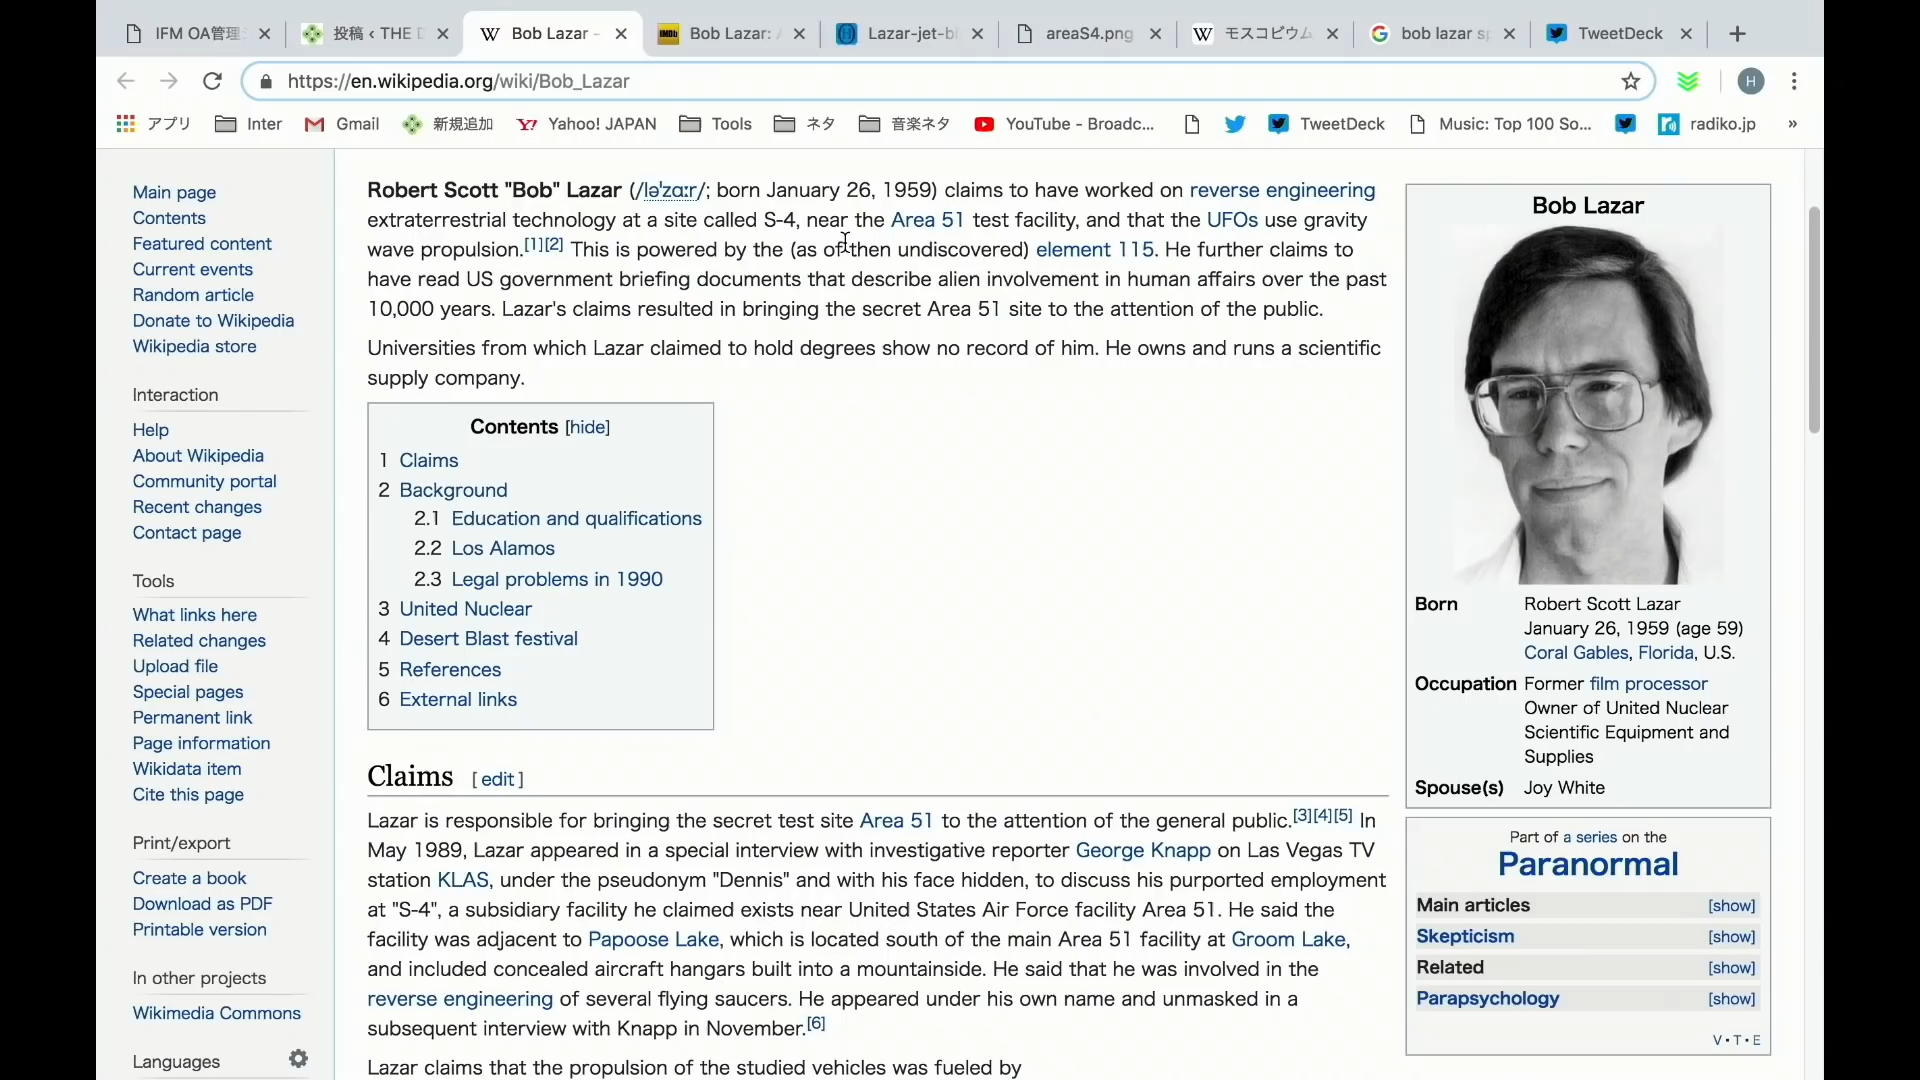 IFM OA管理
投稿 ‹ THE D
Bob Lazar -
Bob Lazar: A
Lazar-jet-bi
areaS4.png
モスコビウム
bob lazar sp
TweetDeck
https://en.wikipedia.org/wiki/Bob_Lazar
H
アプリ
Inter
Gmail
新規追加
Yahoo! JAPAN
Tools
ネタ
音楽ネタ
YouTube - Broadc...
TweetDeck
Music: Top 100 So...
radiko.jp
»
Main page
Contents
Featured content
Current events
Random article
Donate to Wikipedia
Wikipedia store
Interaction
Help
About Wikipedia
Community portal
Recent changes
Contact page
Tools
What links here
Related changes
Upload file
Special pages
Permanent link
Page information
Wikidata item
Cite this page
Print/export
Create a book
Download as PDF
Printable version
In other projects
Wikimedia Commons
Languages
Robert Scott "Bob" Lazar (/ləˈzɑːr/; born January 26, 1959) claims to have worked on reverse engineering
extraterrestrial technology at a site called S-4, near the Area 51 test facility, and that the UFOs use gravity
wave propulsion.[1][2] This is powered by the (as of then undiscovered) element 115. He further claims to
have read US government briefing documents that describe alien involvement in human affairs over the past
10,000 years. Lazar's claims resulted in bringing the secret Area 51 site to the attention of the public.
Universities from which Lazar claimed to hold degrees show no record of him. He owns and runs a scientific
supply company.
Contents [hide]
1 Claims
2 Background
2.1 Education and qualifications
2.2 Los Alamos
2.3 Legal problems in 1990
3 United Nuclear
4 Desert Blast festival
5 References
6 External links
Claims [ edit ]
Lazar is responsible for bringing the secret test site Area 51 to the attention of the general public.[3][4][5] In
May 1989, Lazar appeared in a special interview with investigative reporter George Knapp on Las Vegas TV
station KLAS, under the pseudonym "Dennis" and with his face hidden, to discuss his purported employment
at "S-4", a subsidiary facility he claimed exists near United States Air Force facility Area 51. He said the
facility was adjacent to Papoose Lake, which is located south of the main Area 51 facility at Groom Lake,
and included concealed aircraft hangars built into a mountainside. He said that he was involved in the
reverse engineering of several flying saucers. He appeared under his own name and unmasked in a
subsequent interview with Knapp in November.[6]
Lazar claims that the propulsion of the studied vehicles was fueled by
Bob Lazar
Born Robert Scott Lazar
January 26, 1959 (age 59)
Coral Gables, Florida, U.S.
Occupation Former film processor
Owner of United Nuclear
Scientific Equipment and
Supplies
Spouse(s) Joy White
Part of a series on the
Paranormal
Main articles [show]
Skepticism [show]
Related [show]
Parapsychology [show]
V • T • E